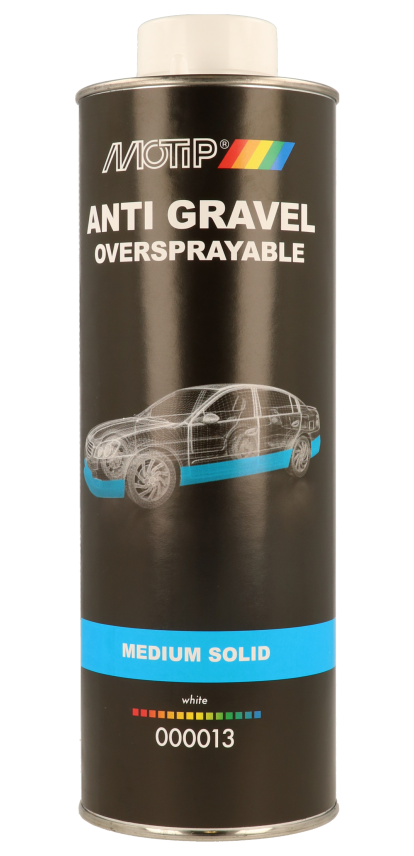 MOTIP®
ANTI GRAVEL
OVERSPRAYABLE
MEDIUM SOLID
white
000013